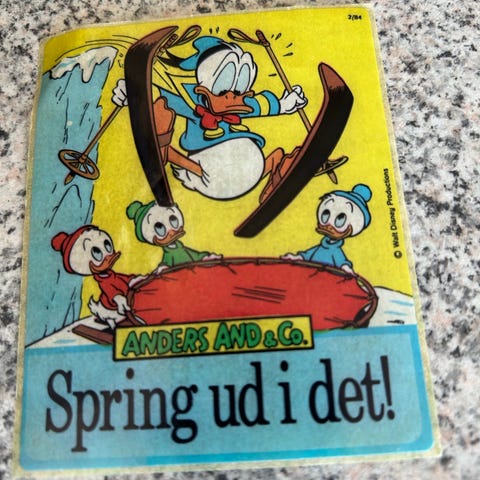 2/84
© Walt Disney Productions
ANDERS AND & Co.
Spring ud i det!